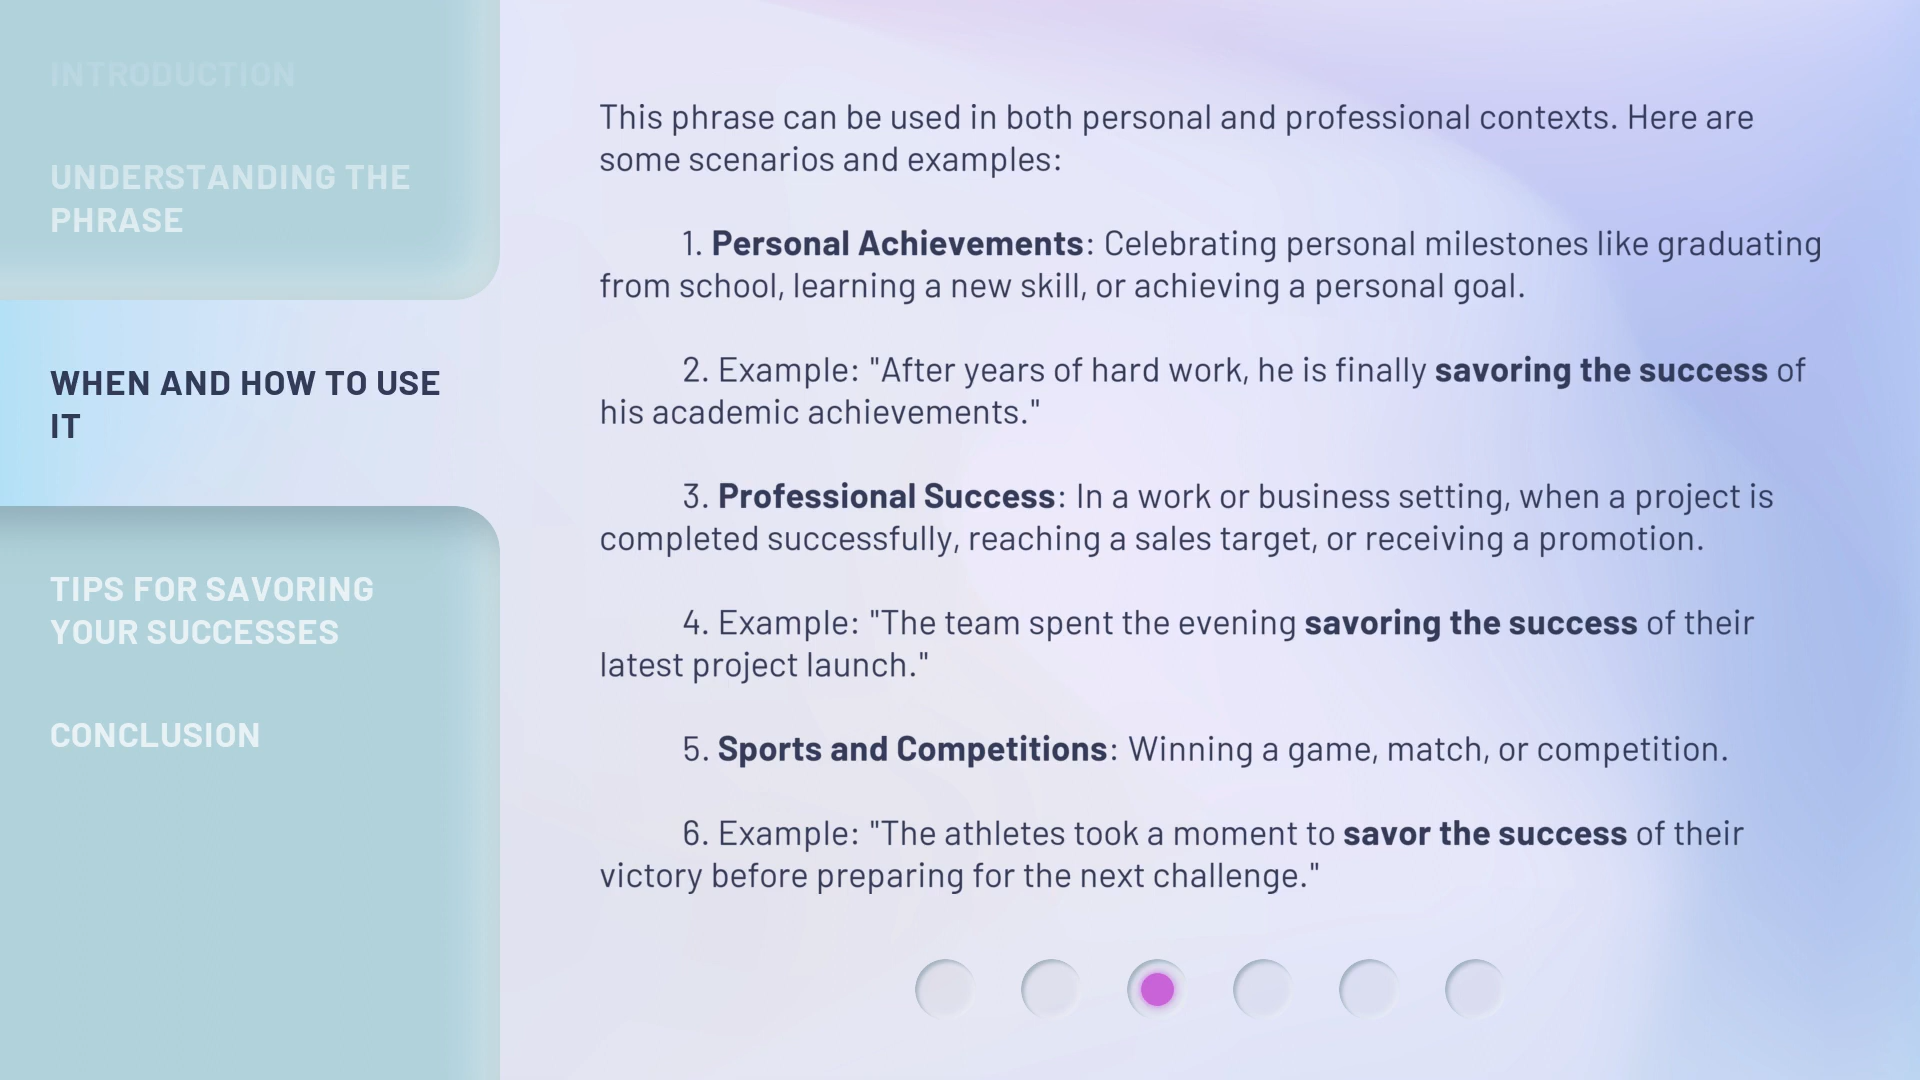 INTRODUCTION
UNDERSTANDING THE
PHRASE
WHEN AND HOW TO USE
IT
TIPS FOR SAVORING
YOUR SUCCESSES
CONCLUSION
This phrase can be used in both personal and professional contexts. Here are
some scenarios and examples:
1. Personal Achievements: Celebrating personal milestones like graduating
from school, learning a new skill, or achieving a personal goal.
2. Example: "After years of hard work, he is finally savoring the success of
his academic achievements."
3. Professional Success: In a work or business setting, when a project is
completed successfully, reaching a sales target, or receiving a promotion.
4. Example: "The team spent the evening savoring the success of their
latest project launch."
5. Sports and Competitions: Winning a game, match, or competition.
6. Example: "The athletes took a moment to savor the success of their
victory before preparing for the next challenge."